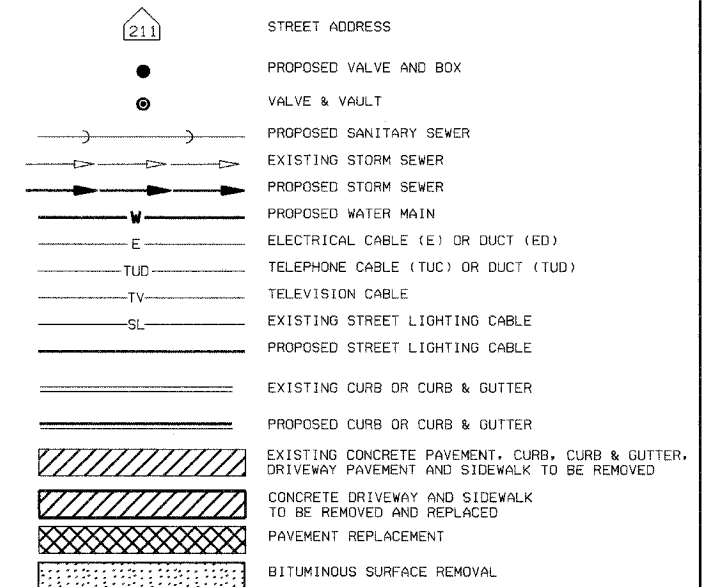 211 STREET ADDRESS
PROPOSED VALVE AND BOX
VALVE & VAULT
PROPOSED SANITARY SEWER
EXISTING STORM SEWER
PROPOSED STORM SEWER
W PROPOSED WATER MAIN
E ELECTRICAL CABLE (E) OR DUCT (ED)
TUD TELEPHONE CABLE (TUC) OR DUCT (TUD)
TV TELEVISION CABLE
SL EXISTING STREET LIGHTING CABLE
PROPOSED STREET LIGHTING CABLE
EXISTING CURB OR CURB & GUTTER
PROPOSED CURB OR CURB & GUTTER
EXISTING CONCRETE PAVEMENT, CURB, CURB & GUTTER,
DRIVEWAY PAVEMENT AND SIDEWALK TO BE REMOVED
CONCRETE DRIVEWAY AND SIDEWALK
TO BE REMOVED AND REPLACED
PAVEMENT REPLACEMENT
BITUMINOUS SURFACE REMOVAL